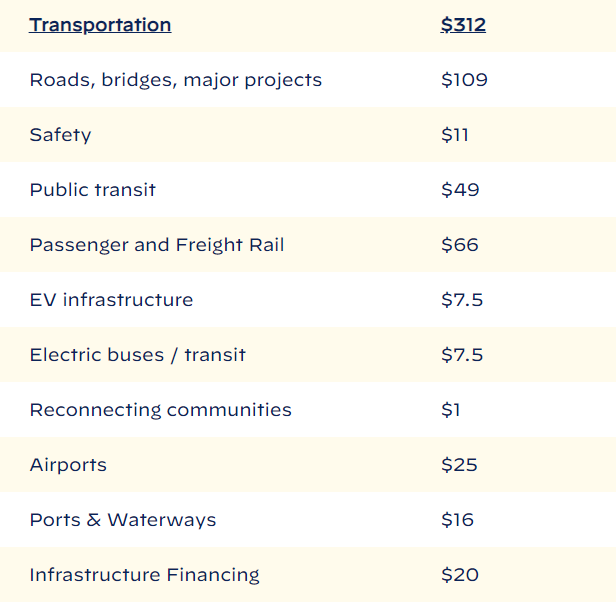 Transportation $312
Roads, bridges, major projects $109
Safety $11
Public transit $49
Passenger and Freight Rail $66
EV infrastructure $7.5
Electric buses / transit $7.5
Reconnecting communities $1
Airports $25
Ports & Waterways $16
Infrastructure Financing $20